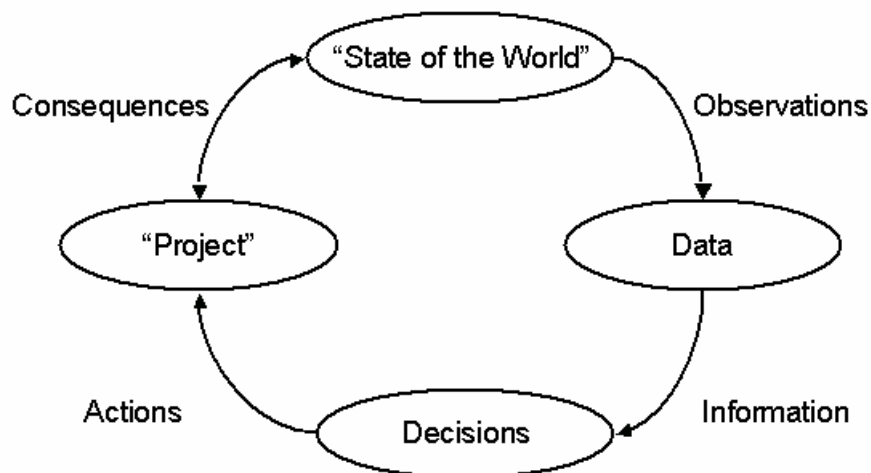 “State of the World”
Consequences
Observations
“Project”
Data
Actions
Information
Decisions